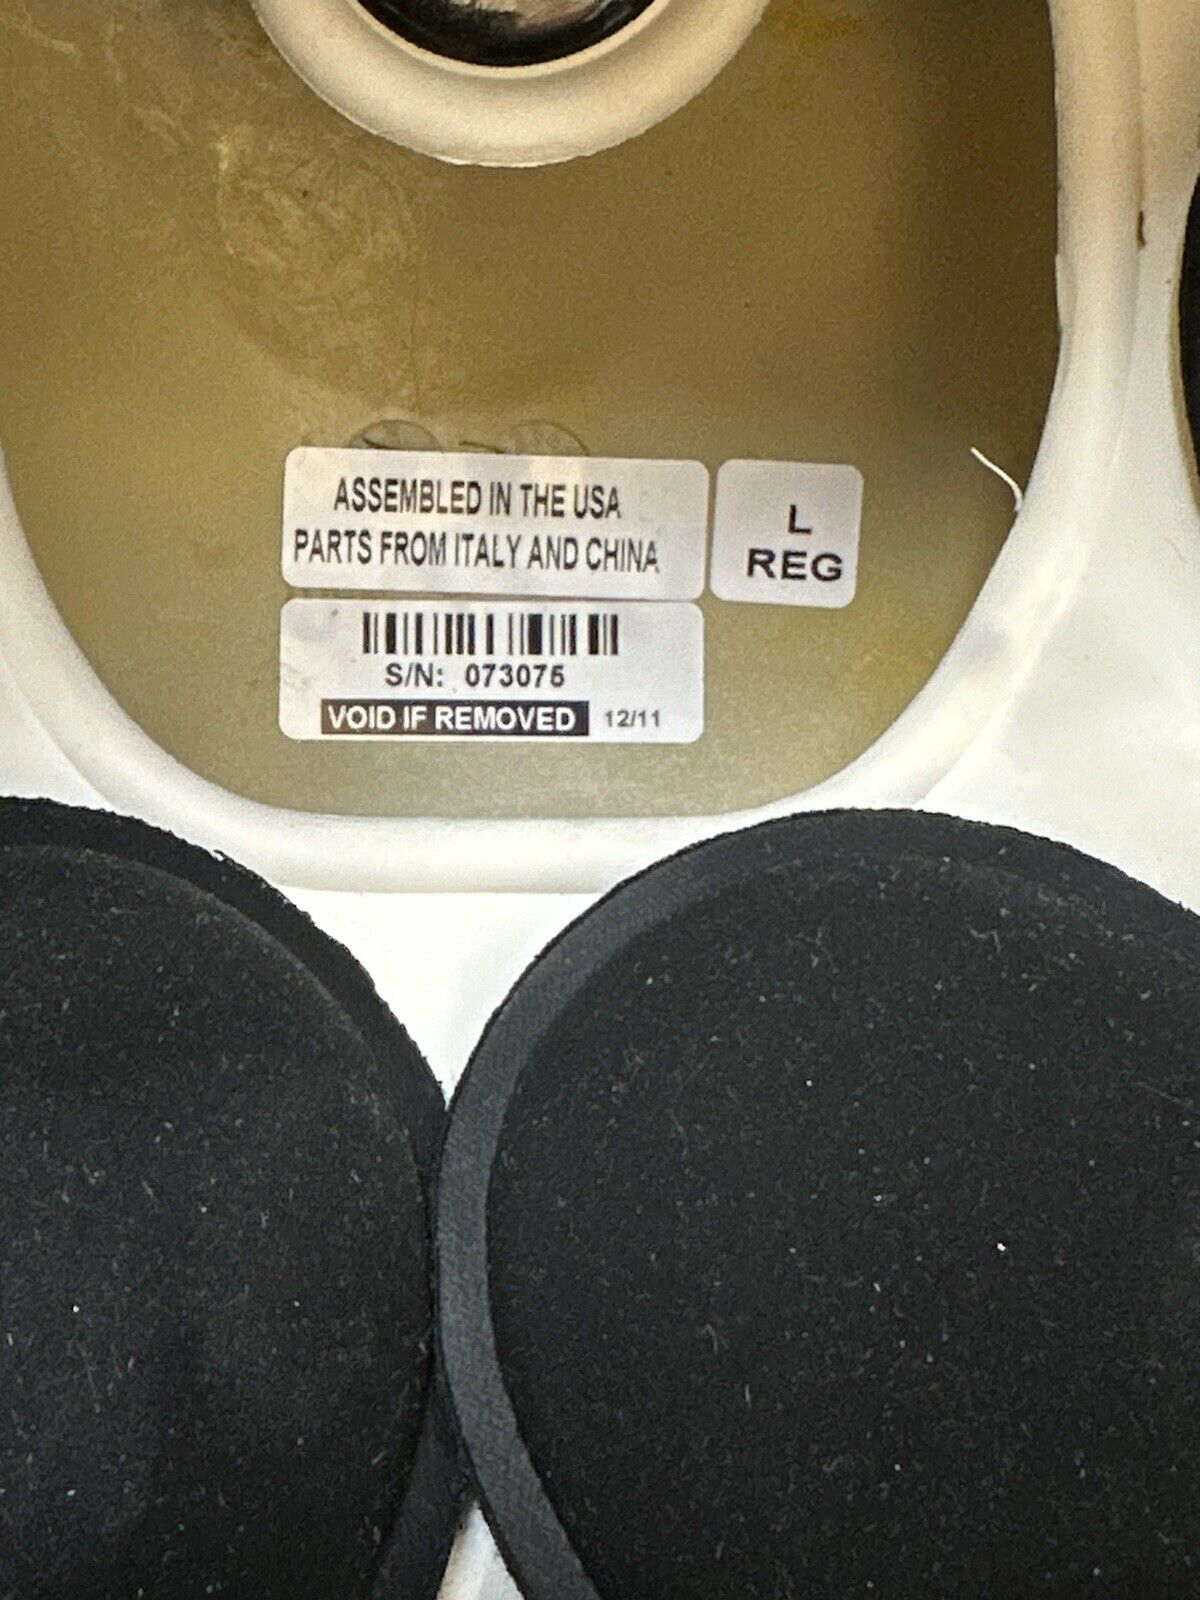 ASSEMBLED IN THE USA
PARTS FROM ITALY AND CHINA
L
REG
S/N: 073075
VOID IF REMOVED 12/11